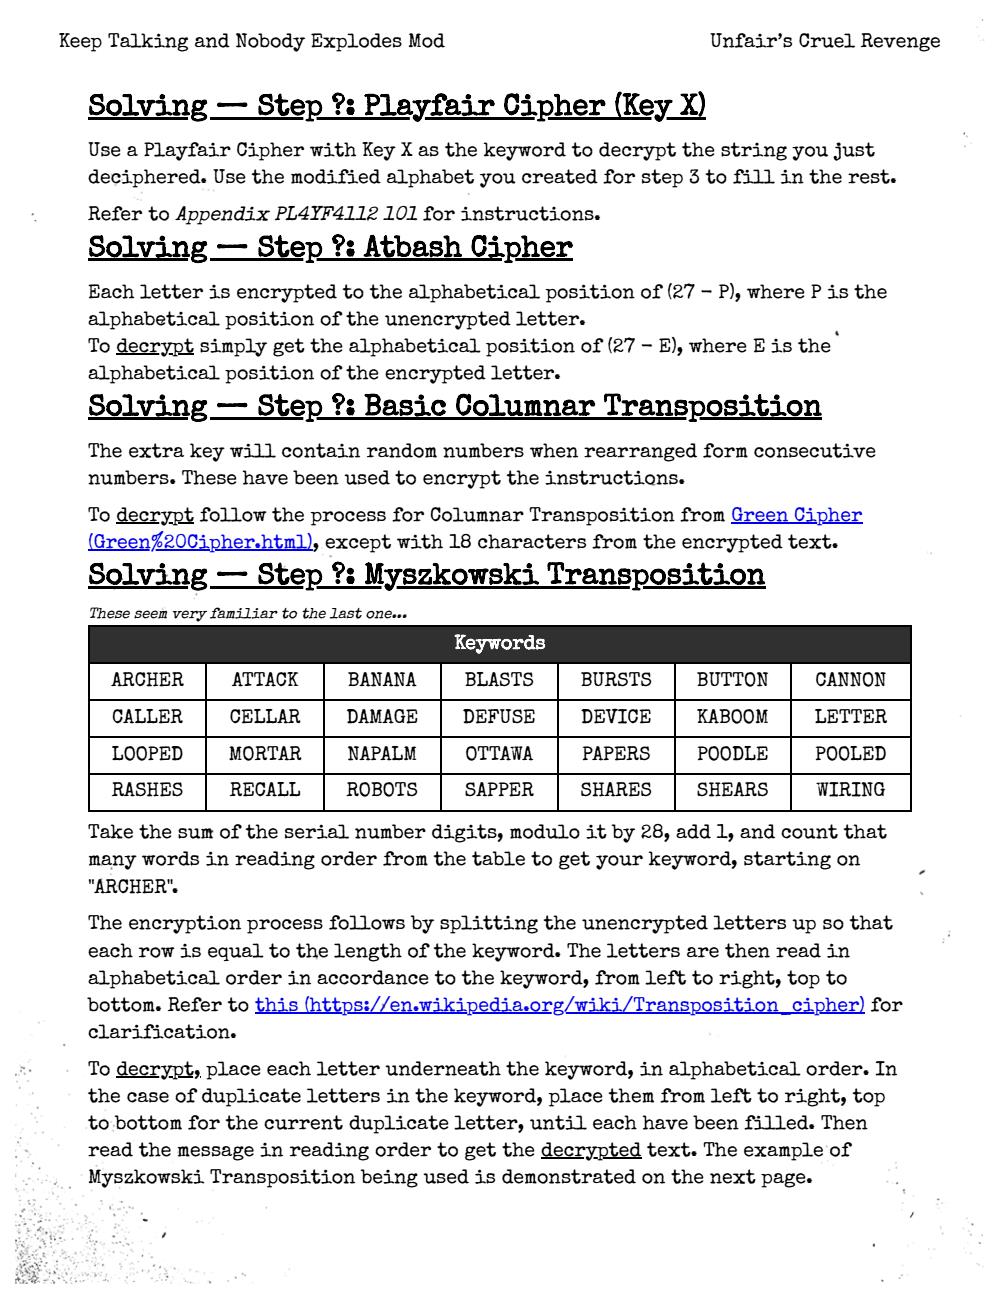 Keep Talking and Nobody Explodes Mod
Unfair's Cruel Revenge
Solving — Step ?: Playfair Cipher (Key X)
Use a Playfair Cipher with Key X as the keyword to decrypt the string you just
deciphered. Use the modified alphabet you created for step 3 to fill in the rest.
Refer to Appendix PL4YF4112 101 for instructions.
Solving — Step ?: Atbash Cipher
Each letter is encrypted to the alphabetical position of (27 – P), where P is the
alphabetical position of the unencrypted letter.
To decrypt simply get the alphabetical position of (27 – E), where E is the
alphabetical position of the encrypted letter.
Solving — Step ?: Basic Columnar Transposition
The extra key will contain random numbers when rearranged form consecutive
numbers. These have been used to encrypt the instructions.
To decrypt follow the process for Columnar Transposition from Green Cipher
(Green%20Cipher.html), except with 18 characters from the encrypted text.
Solving — Step ?: Myszkowski Transposition
These seem very familiar to the last one...
Keywords
ARCHER ATTACK BANANA BLASTS BURSTS BUTTON CANNON
CALLER CELLAR DAMAGE DEFUSE DEVICE KABOOM LETTER
LOOPED MORTAR NAPALM OTTAWA PAPERS POODLE POOLED
RASHES RECALL ROBOTS SAPPER SHARES SHEARS WIRING
Take the sum of the serial number digits, modulo it by 28, add 1, and count that
many words in reading order from the table to get your keyword, starting on
"ARCHER".
The encryption process follows by splitting the unencrypted letters up so that
each row is equal to the length of the keyword. The letters are then read in
alphabetical order in accordance to the keyword, from left to right, top to
bottom. Refer to this (https://en.wikipedia.org/wiki/Transposition_cipher) for
clarification.
To decrypt, place each letter underneath the keyword, in alphabetical order. In
the case of duplicate letters in the keyword, place them from left to right, top
to bottom for the current duplicate letter, until each have been filled. Then
read the message in reading order to get the decrypted text. The example of
Myszkowski Transposition being used is demonstrated on the next page.